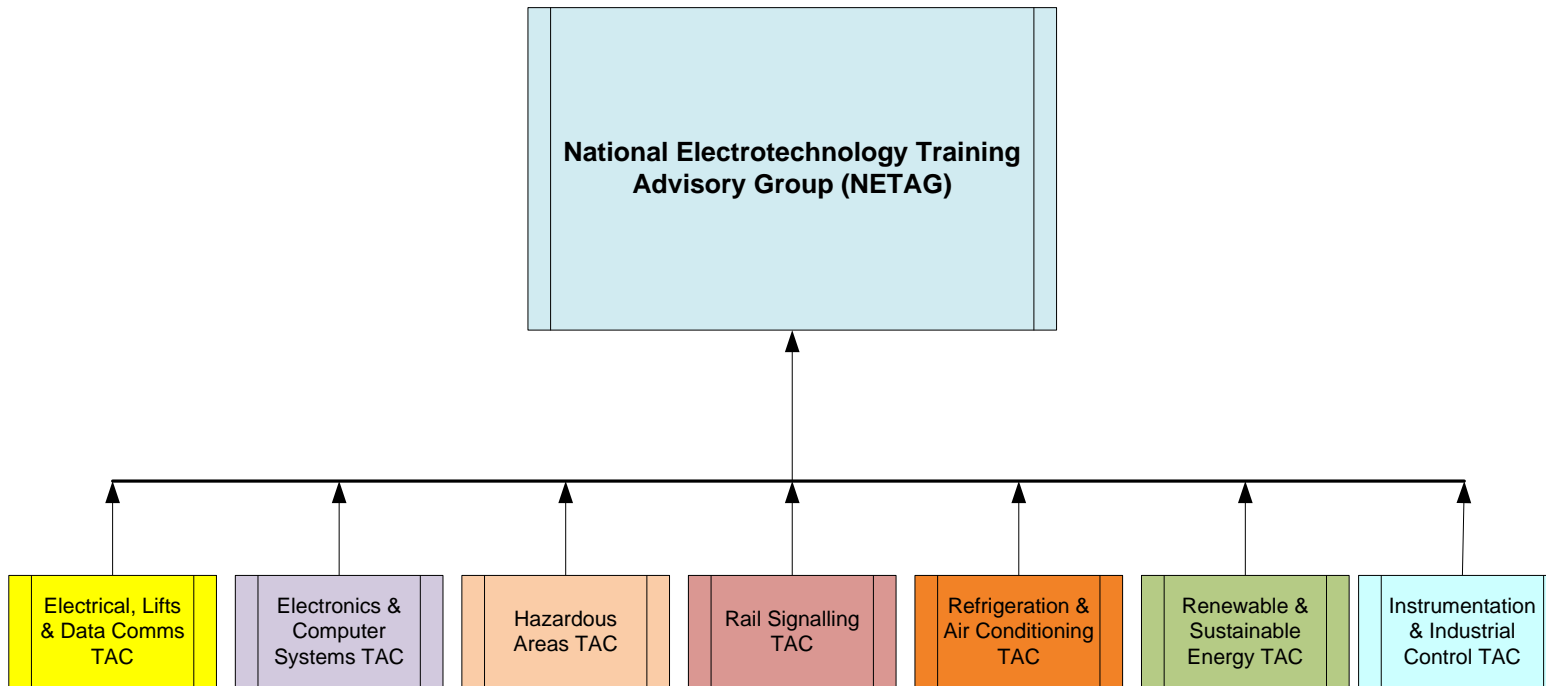 National Electrotechnology Training
Advisory Group (NETAG)
Electrical, Lifts
& Data Comms
TAC
Electronics &
Computer
Systems TAC
Hazardous
Areas TAC
Rail Signalling
TAC
Refrigeration &
Air Conditioning
TAC
Renewable &
Sustainable
Energy TAC
Instrumentation
& Industrial
Control TAC